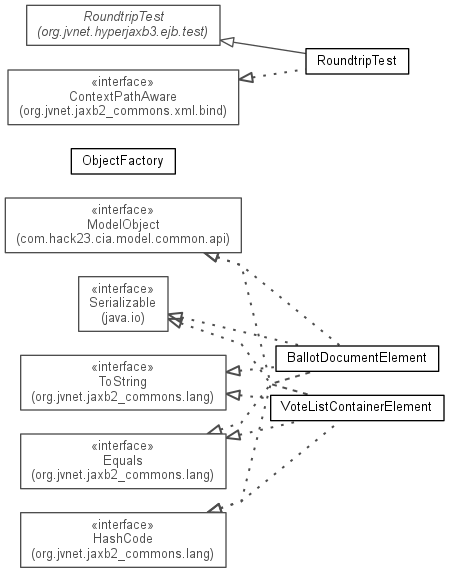 RoundtripTest
(org.jvnet.hyperjaxb3.ejb.test)
RoundtripTest
«interface»
ContextPathAware
(org.jvnet.jaxb2_commons.xml.bind)
ObjectFactory
«interface»
ModelObject
(com.hack23.cia.model.common.api)
«interface»
Serializable
(java.io)
BallotDocumentElement
«interface»
ToString
(org.jvnet.jaxb2_commons.lang)
VoteListContainerElement
«interface»
Equals
(org.jvnet.jaxb2_commons.lang)
«interface»
HashCode
(org.jvnet.jaxb2_commons.lang)